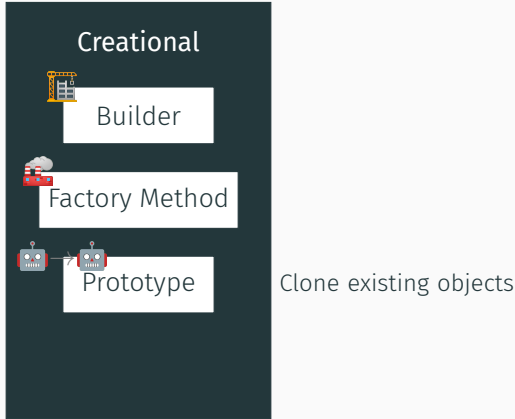 Creational
Builder
Factory Method
Prototype
Clone existing objects